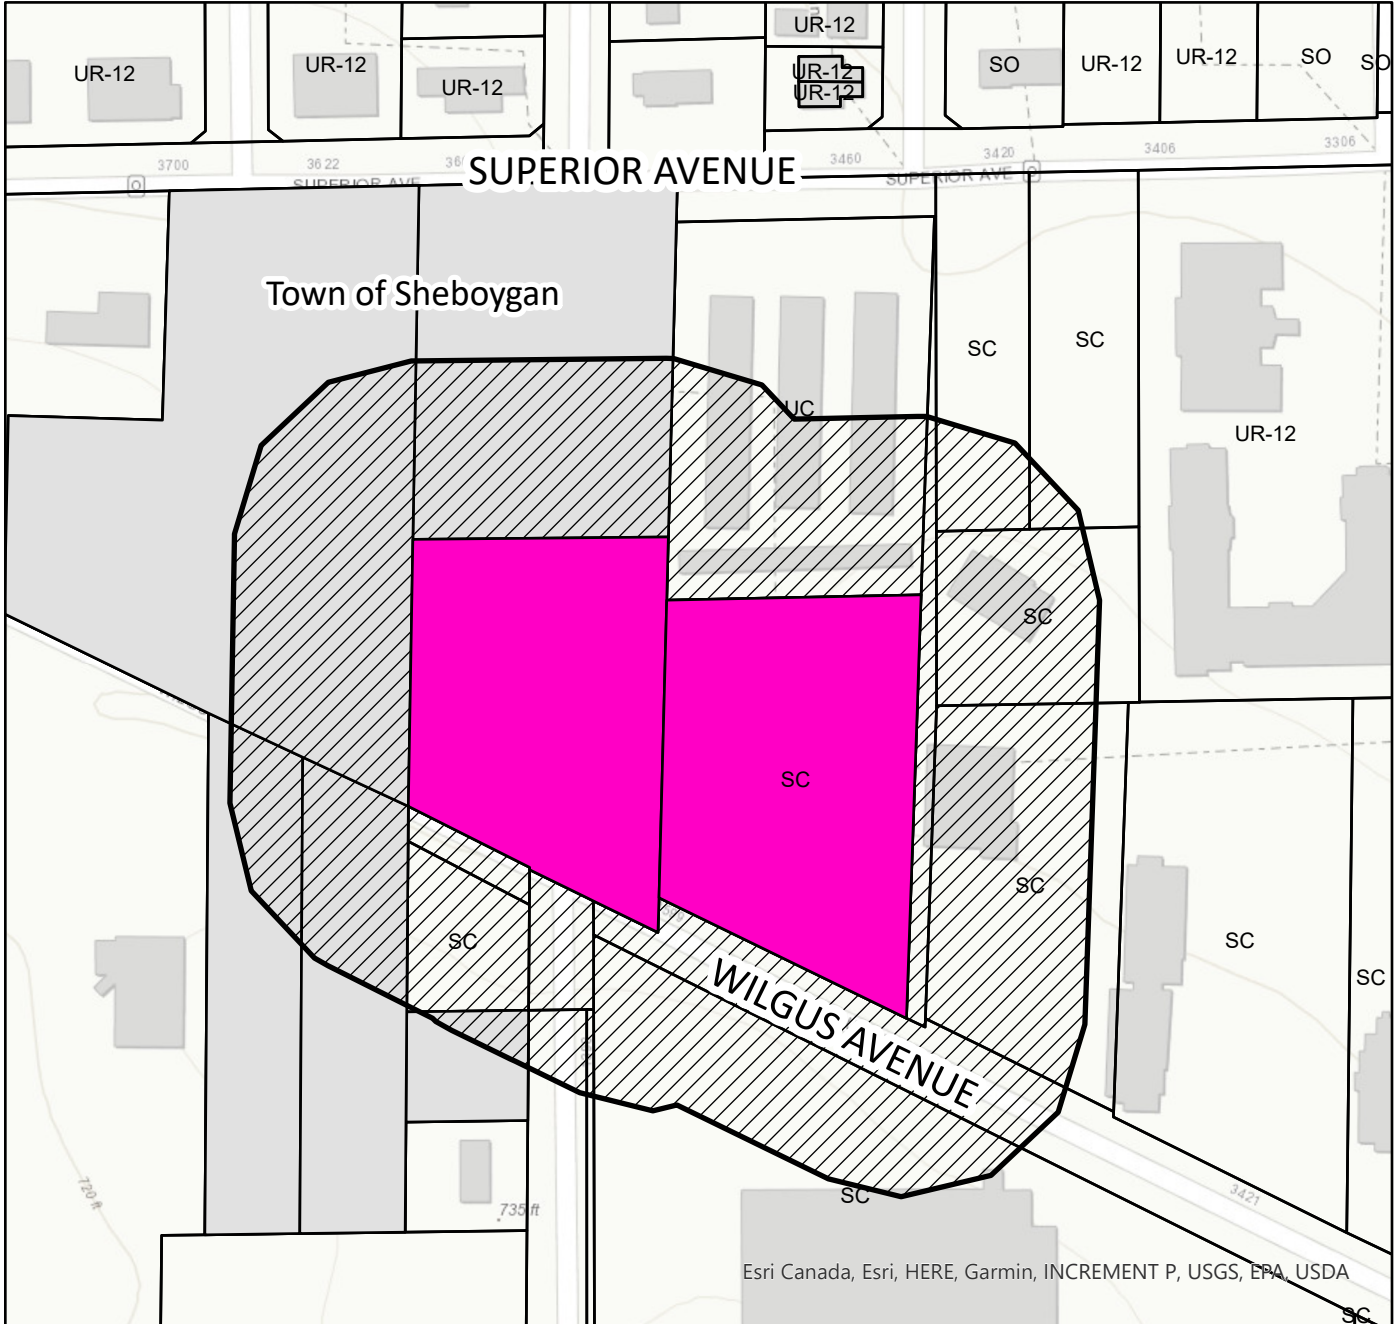 UR-12
UR-12
UR-12
UR-12
UR-12
UR-12
SO
UR-12
UR-12
SO
SO
3700
3622
3460
3420
3406
3306
SUPERIOR AVE
SUPERIOR AVENUE
SUPERIOR AVE
Town of Sheboygan
SC
SC
UC
UR-12
SC
SC
SC
SC
SC
SC
WILGUS AVENUE
SC
720 ft
735 ft
3421
Esri Canada, Esri, HERE, Garmin, INCREMENT P, USGS, EPA, USDA
SC